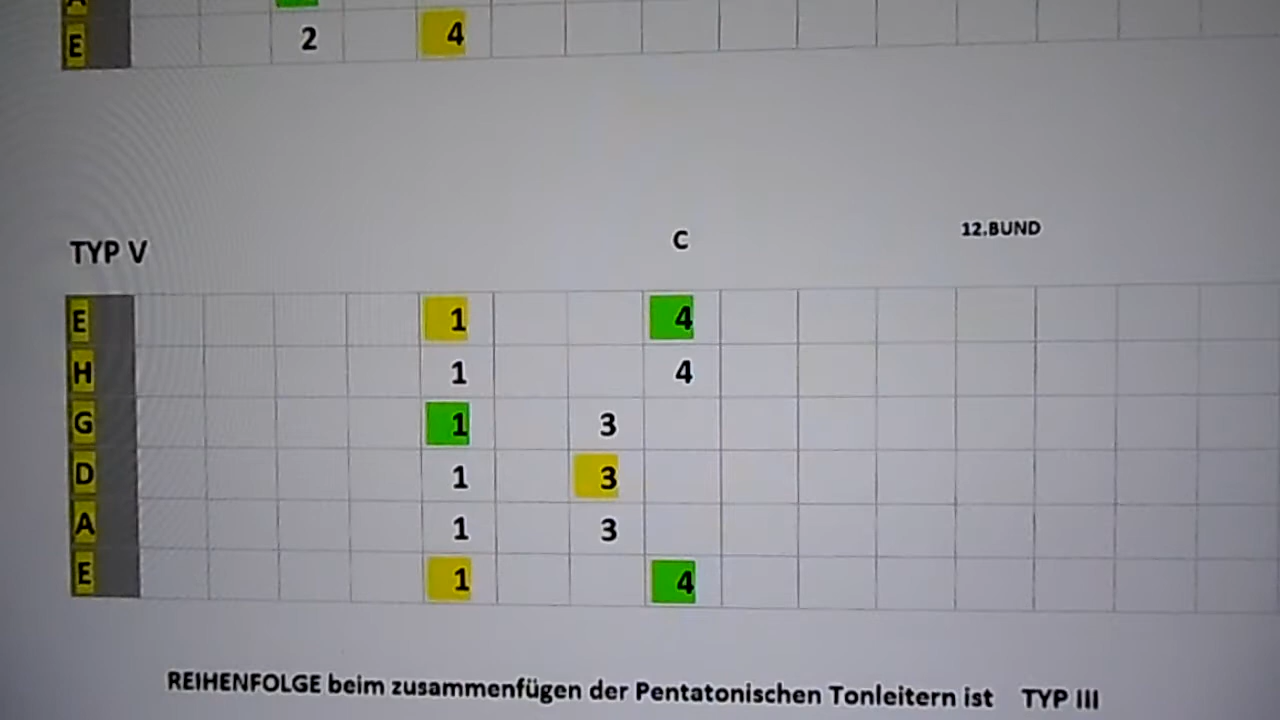 E 2 4
C 12.BUND
TYP V
E 1 4
H 1 4
G 1 3
D 1 3
A 1 3
E 1 4
REIHENFOLGE beim zusammenfügen der Pentatonischen Tonleitern ist TYP III